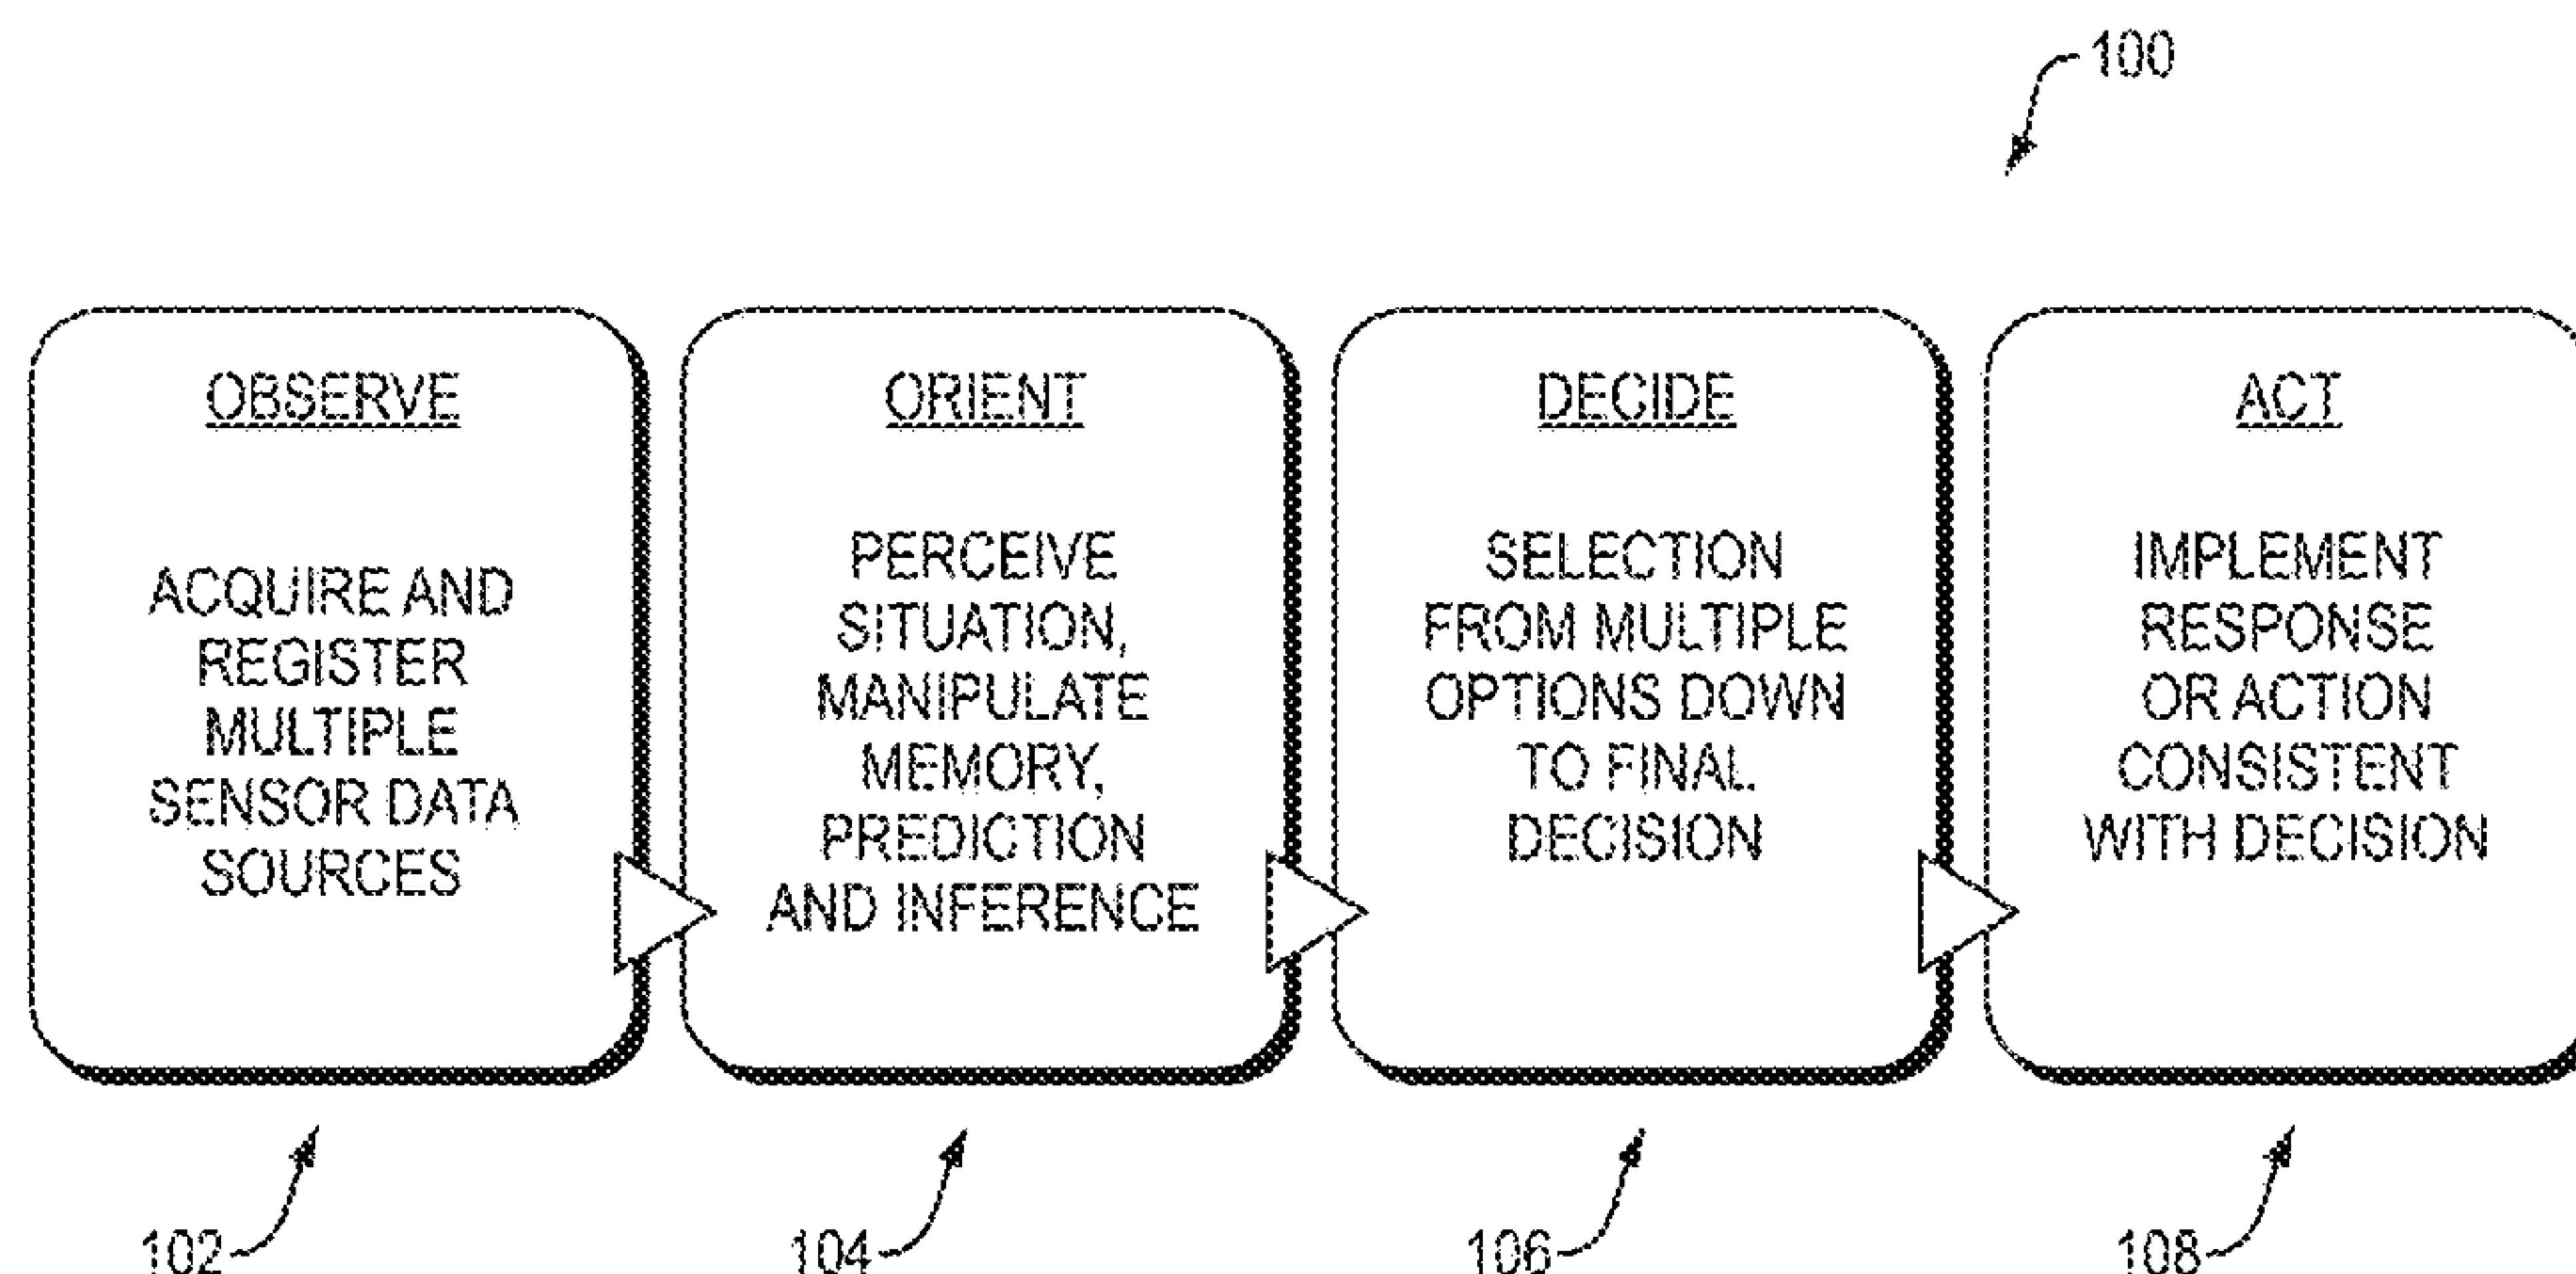 100
OBSERVE
ACQUIRE AND
REGISTER
MULTIPLE
SENSOR DATA
SOURCES
102
ORIENT
PERCEIVE
SITUATION,
MANIPULATE
MEMORY,
PREDICTION
AND INFERENCE
104
DECIDE
SELECTION
FROM MULTIPLE
OPTIONS DOWN
TO FINAL
DECISION
106
ACT
IMPLEMENT
RESPONSE
OR ACTION
CONSISTENT
WITH DECISION
108